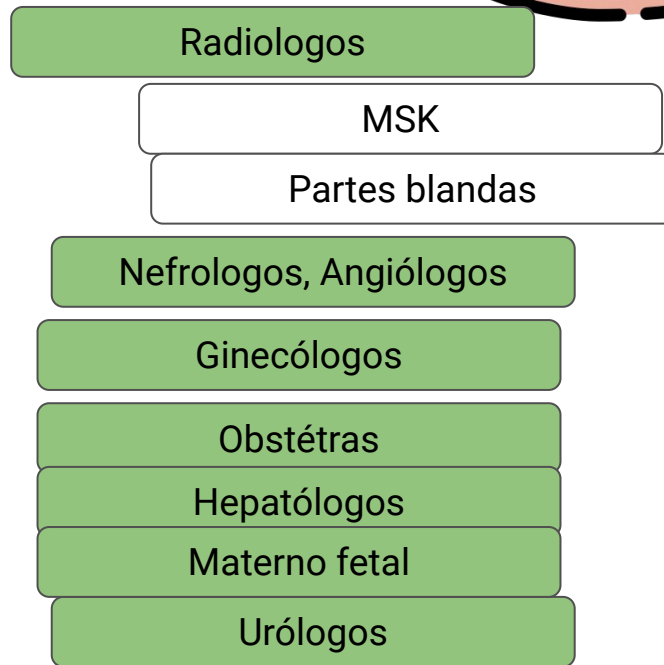 Radiologos
MSK
Partes blandas
Nefrologos, Angiólogos
Ginecólogos
Obstétras
Hepatólogos
Materno fetal
Urólogos